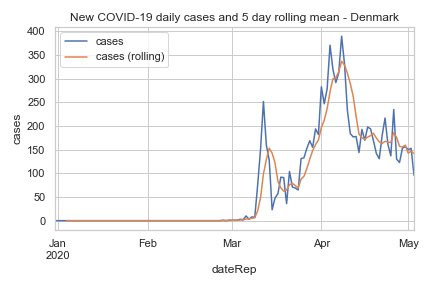 New COVID-19 daily cases and 5 day rolling mean - Denmark
cases
cases (rolling)
400
350
300
250
200
150
100
50
0
cases
Jan
2020
Feb
Mar
Apr
May
dateRep